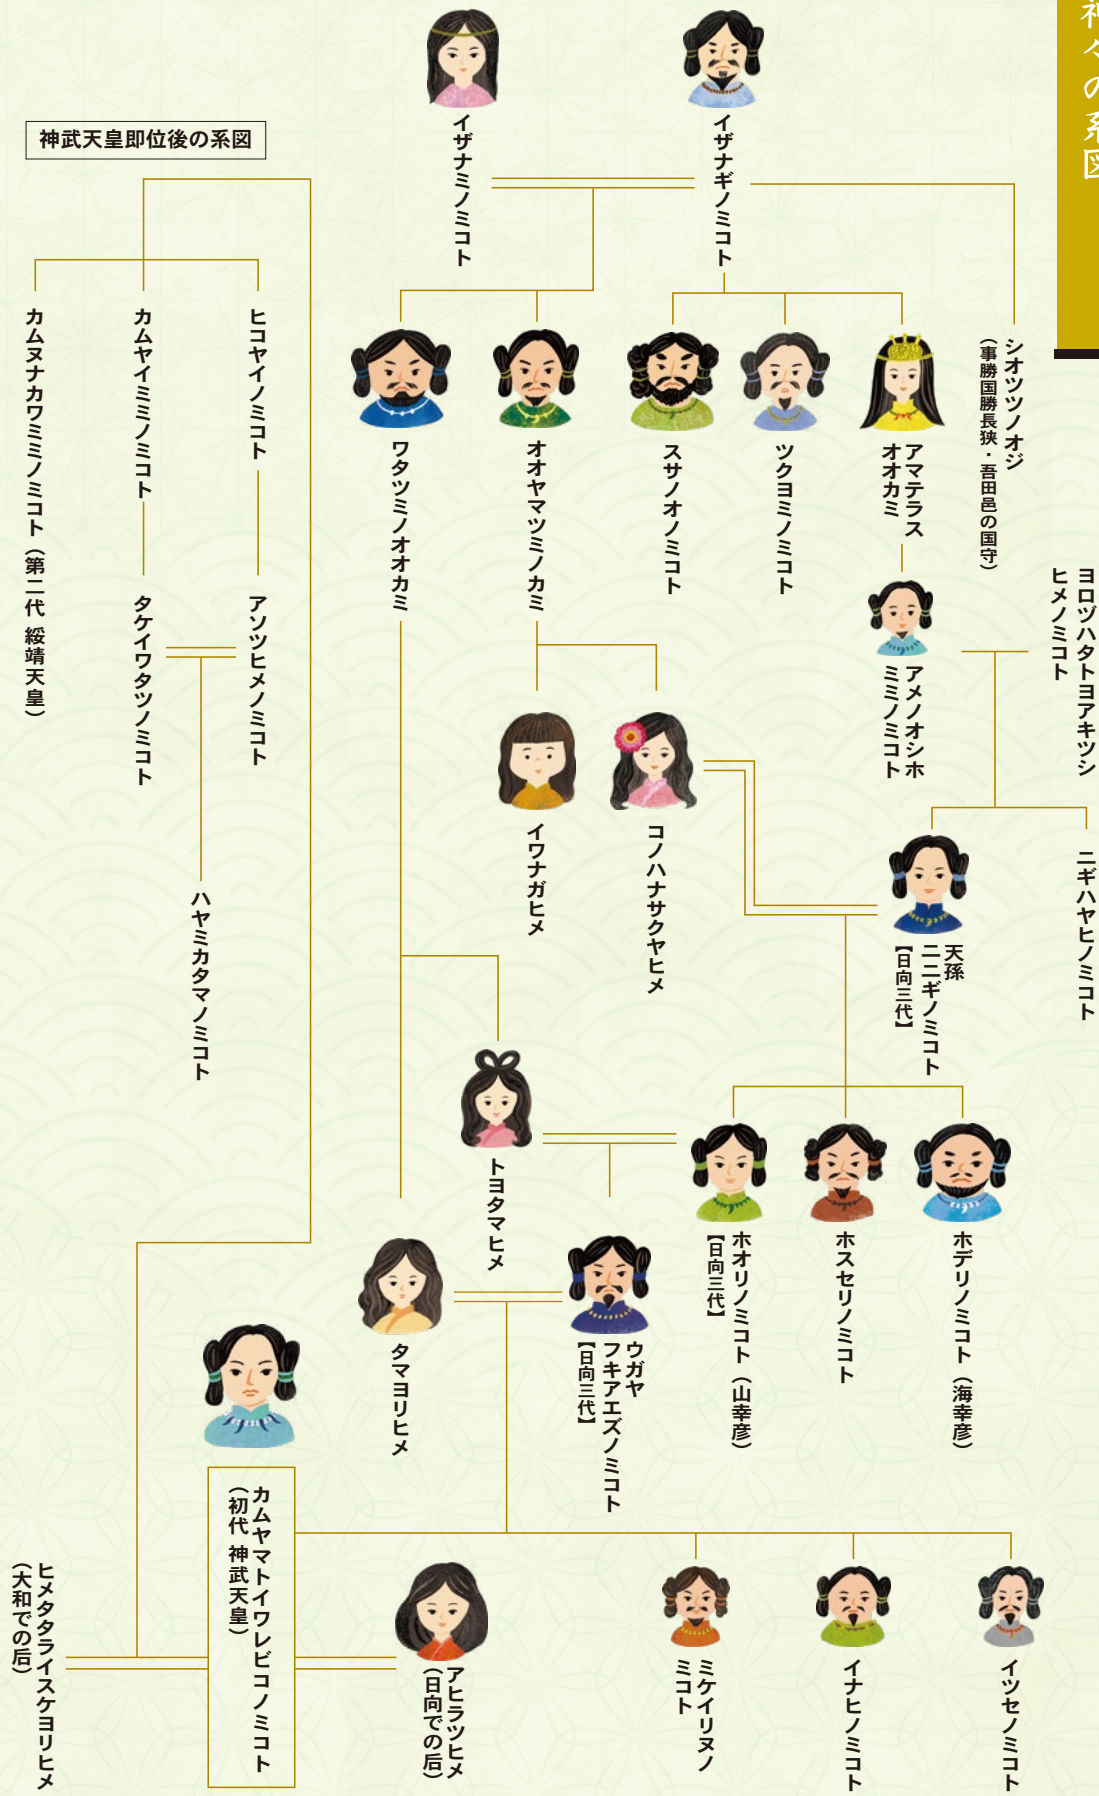 神々の系図
イザナギノミコト
イザナミノミコト
神武天皇即位後の系図
シオツツノオジ
（事勝国勝長狭・吾田邑の国守）
アマテラス
オオカミ
ツクヨミノミコト
スサノオノミコト
オオヤマツミノカミ
ワタツミノオオカミ
ヒコヤイノミコト
カムヤイミミノミコト
カムヌナカワミミノミコト（第二代 綏靖天皇）
ヨロヅハタトヨアキツシ
ヒメノミコト
アメノオシホ
ミミノミコト
アソツヒメノミコト
タケイワタツノミコト
ニギハヤヒノミコト
天孫
ニニギノミコト
【日向三代】
コノハナサクヤヒメ
イワナガヒメ
ハヤミカタマノミコト
ホデリノミコト（海幸彦）
ホスセリノミコト
ホオリノミコト（山幸彦）
【日向三代】
トヨタマヒメ
ウガヤ
フキアエズノミコト
【日向三代】
タマヨリヒメ
イツセノミコト
イナヒノミコト
ミケイリヌノ
ミコト
アヒラツヒメ
（日向での后）
カムヤマトイワレビコノミコト
（初代 神武天皇）
ヒメタタライスケヨリヒメ
（大和での后）